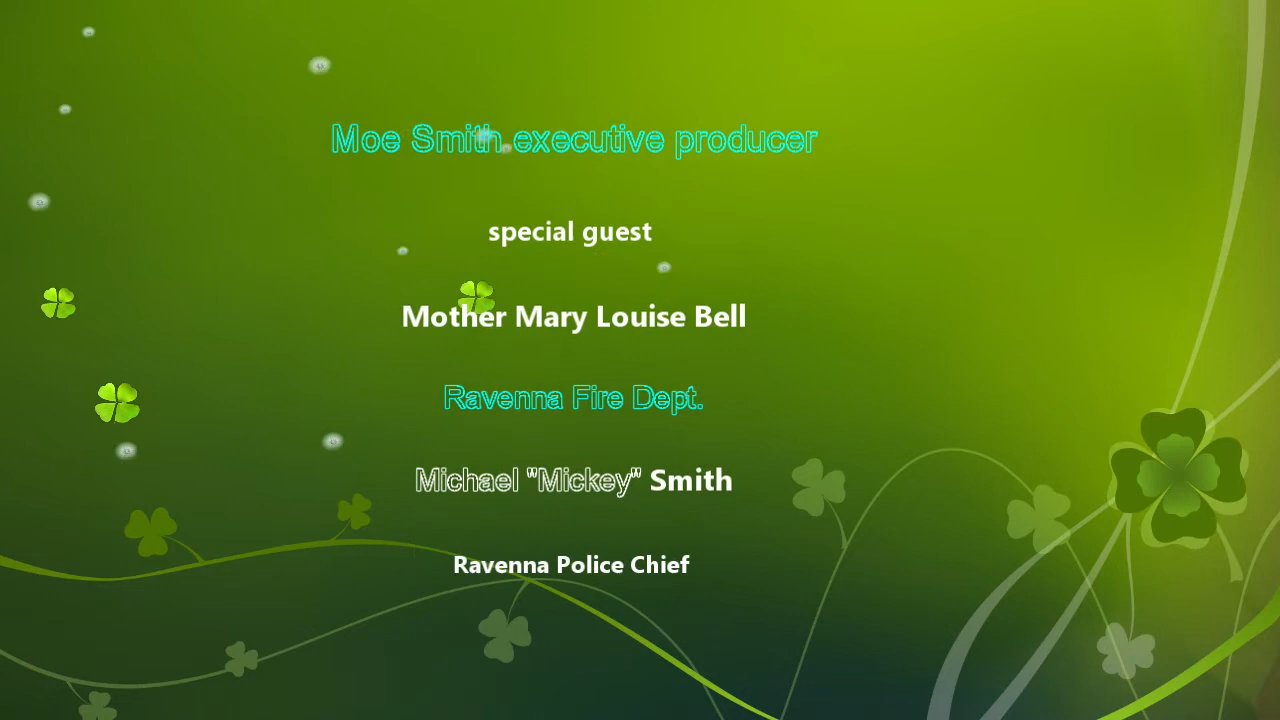 Moe Smith executive producer
special guest
Mother Mary Louise Bell
Ravenna Fire Dept.
Michael "Mickey" Smith
Ravenna Police Chief